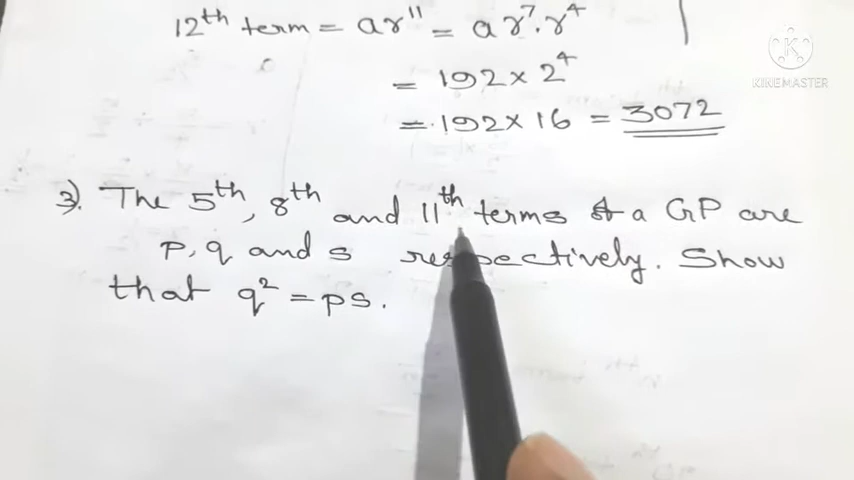 12th term = ar¹¹ = ar⁷.r⁴
= 192 × 2⁴
= 192 × 16 = 3072
KINEMASTER
3). The 5th, 8th and 11th terms of a GP are
p, q and s respectively. Show
that q² = ps.